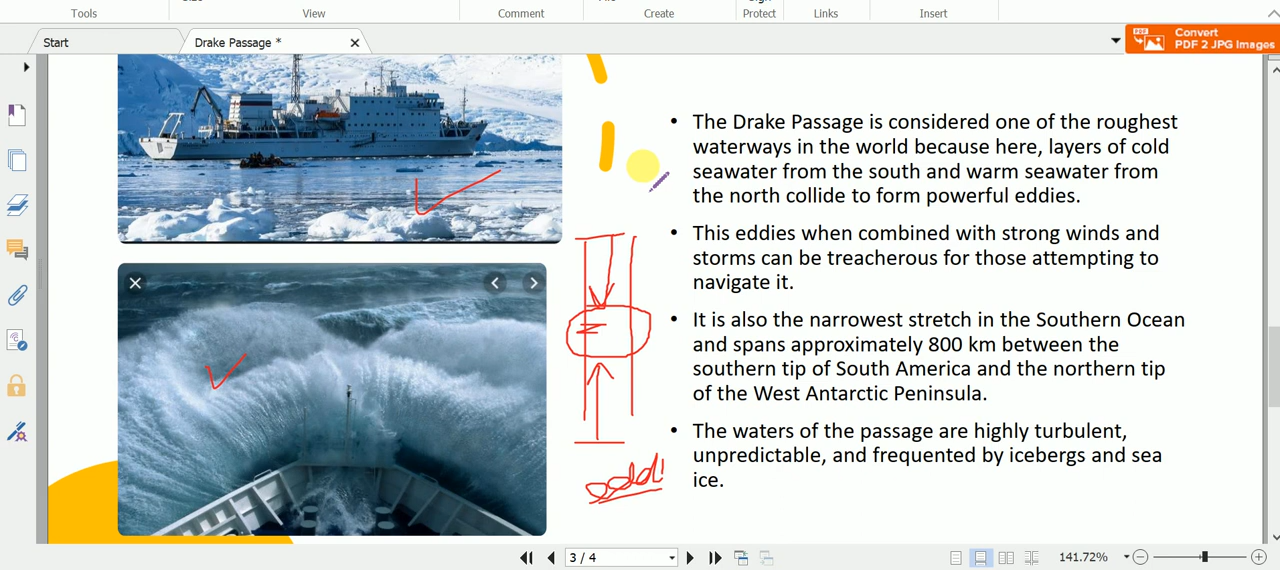 Tools
View
Comment
Create
Protect
Links
Insert
Start
Drake Passage *
Convert
PDF 2 JPG Images
• The Drake Passage is considered one of the roughest
waterways in the world because here, layers of cold
seawater from the south and warm seawater from
the north collide to form powerful eddies.
• This eddies when combined with strong winds and
storms can be treacherous for those attempting to
navigate it.
• It is also the narrowest stretch in the Southern Ocean
and spans approximately 800 km between the
southern tip of South America and the northern tip
of the West Antarctic Peninsula.
• The waters of the passage are highly turbulent,
unpredictable, and frequented by icebergs and sea
ice.
3 / 4
141.72%